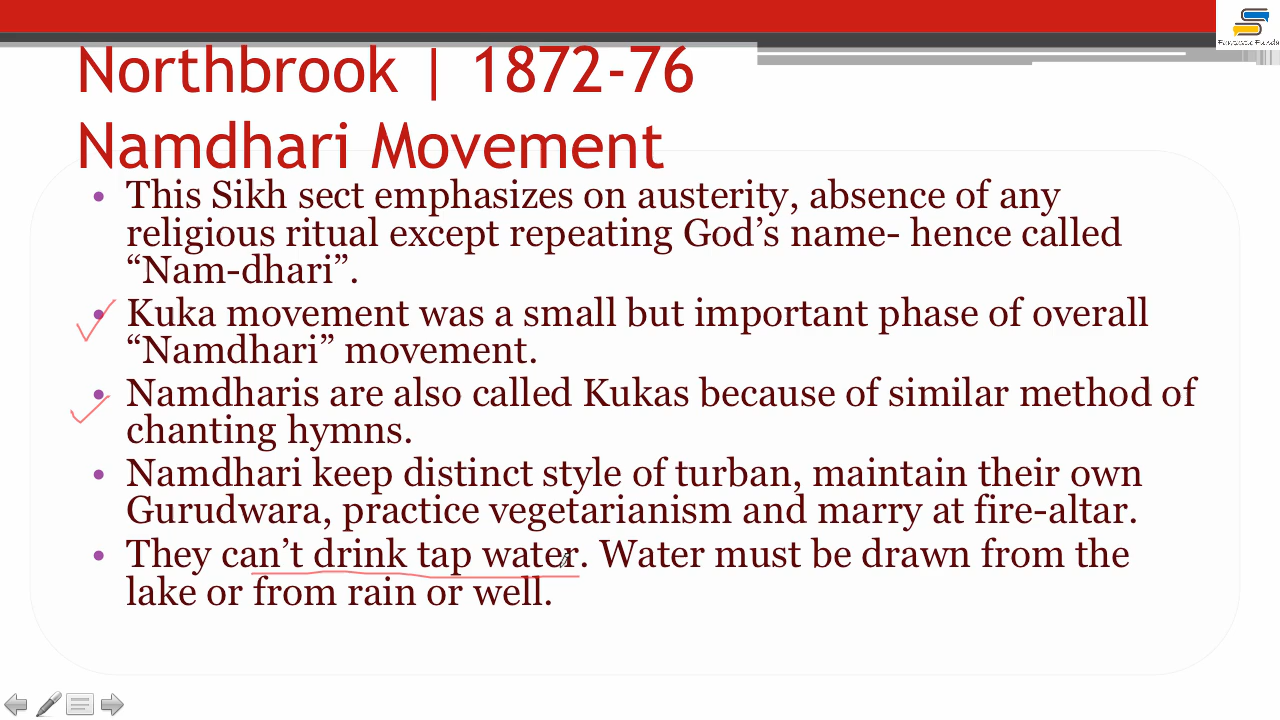 Northbrook | 1872-76
Namdhari Movement
• This Sikh sect emphasizes on austerity, absence of any
religious ritual except repeating God’s name- hence called
“Nam-dhari”.
• Kuka movement was a small but important phase of overall
“Namdhari” movement.
• Namdharis are also called Kukas because of similar method of
chanting hymns.
• Namdhari keep distinct style of turban, maintain their own
Gurudwara, practice vegetarianism and marry at fire-altar.
• They can’t drink tap water. Water must be drawn from the
lake or from rain or well.